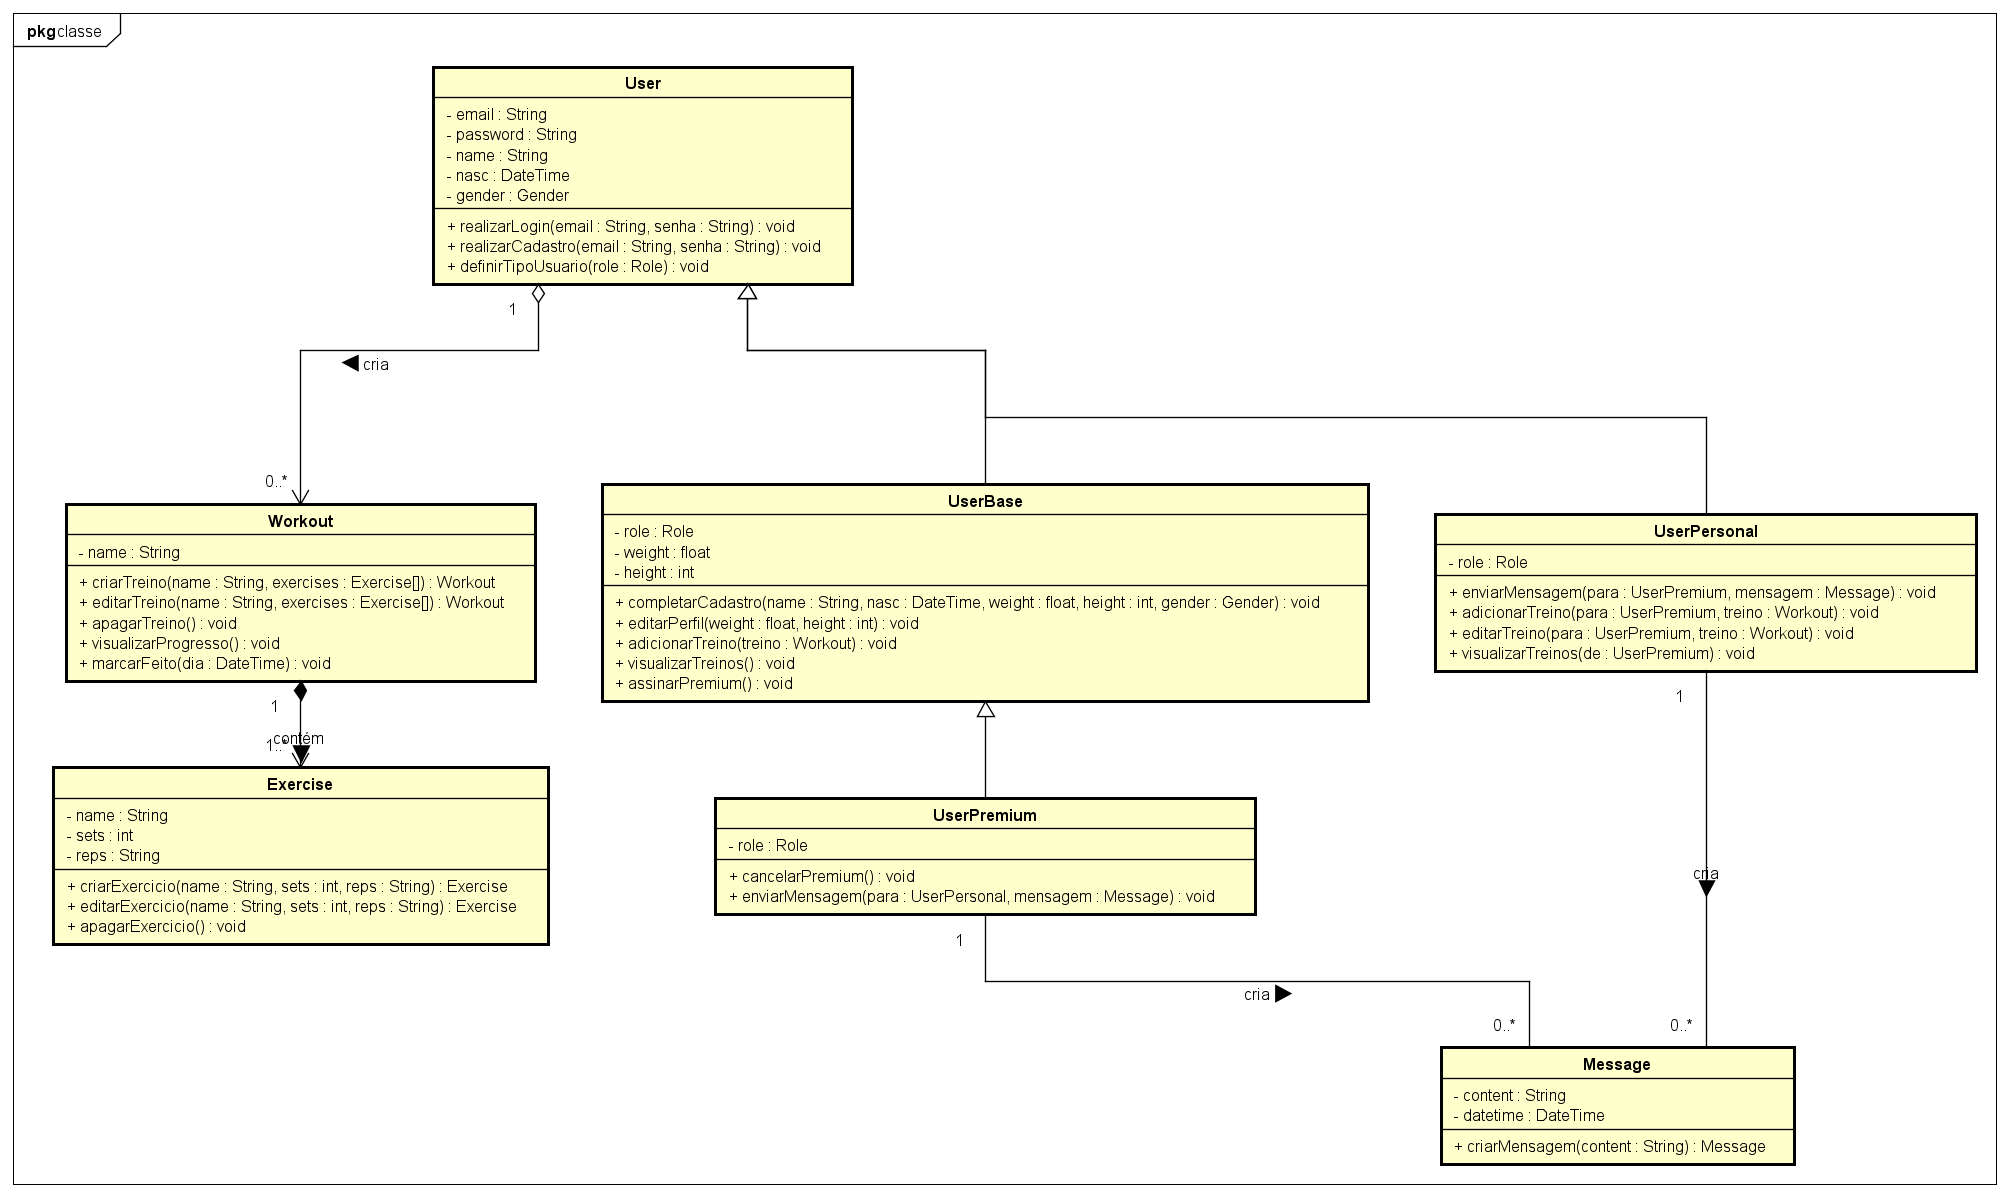 pkg classe
User
- email : String
- password : String
- name : String
- nasc : DateTime
- gender : Gender
+ realizarLogin(email : String, senha : String) : void
+ realizarCadastro(email : String, senha : String) : void
+ definirTipoUsuario(role : Role) : void
1
cria
0..*
Workout
- name : String
+ criarTreino(name : String, exercises : Exercise[]) : Workout
+ editarTreino(name : String, exercises : Exercise[]) : Workout
+ apagarTreino() : void
+ visualizarProgresso() : void
+ marcarFeito(dia : DateTime) : void
1
contém
1..*
Exercise
- name : String
- sets : int
- reps : String
+ criarExercicio(name : String, sets : int, reps : String) : Exercise
+ editarExercicio(name : String, sets : int, reps : String) : Exercise
+ apagarExercicio() : void
UserBase
- role : Role
- weight : float
- height : int
+ completarCadastro(name : String, nasc : DateTime, weight : float, height : int, gender : Gender) : void
+ editarPerfil(weight : float, height : int) : void
+ adicionarTreino(treino : Workout) : void
+ visualizarTreinos() : void
+ assinarPremium() : void
UserPremium
- role : Role
+ cancelarPremium() : void
+ enviarMensagem(para : UserPersonal, mensagem : Message) : void
1
cria
0..*
UserPersonal
- role : Role
+ enviarMensagem(para : UserPremium, mensagem : Message) : void
+ adicionarTreino(para : UserPremium, treino : Workout) : void
+ editarTreino(para : UserPremium, treino : Workout) : void
+ visualizarTreinos(de : UserPremium) : void
1
cria
0..*
Message
- content : String
- datetime : DateTime
+ criarMensagem(content : String) : Message